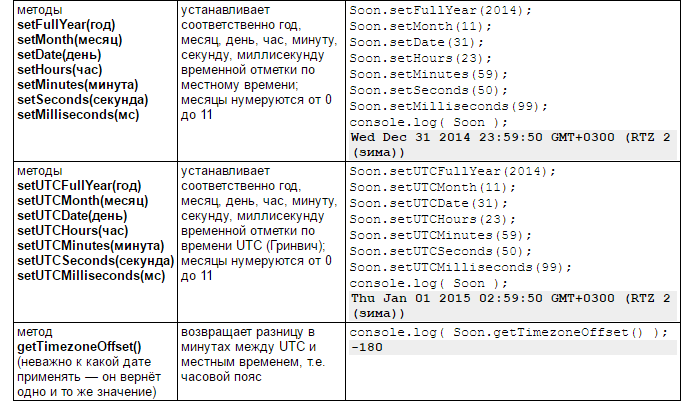 методы
setFullYear(год)
setMonth(месяц)
setDate(день)
setHours(час)
setMinutes(минута)
setSeconds(секунда)
setMilliseconds(мс)
устанавливает
соответственно год,
месяц, день, час, минуту,
секунду, миллисекунду
временной отметки по
местному времени;
месяцы нумеруются от 0
до 11
Soon.setFullYear(2014);
Soon.setMonth(11);
Soon.setDate(31);
Soon.setHours(23);
Soon.setMinutes(59);
Soon.setSeconds(50);
Soon.setMilliseconds(99);
console.log( Soon );
Wed Dec 31 2014 23:59:50 GMT+0300 (RTZ 2
(зима))
методы
setUTCFullYear(год)
setUTCMonth(месяц)
setUTCDate(день)
setUTCHours(час)
setUTCMinutes(минута)
setUTCSeconds(секунда)
setUTCMilliseconds(мс)
устанавливает
соответственно год,
месяц, день, час, минуту,
секунду, миллисекунду
временной отметки по
времени UTC (Гринвич);
месяцы нумеруются от 0
до 11
Soon.setUTCFullYear(2014);
Soon.setUTCMonth(11);
Soon.setUTCDate(31);
Soon.setUTCHours(23);
Soon.setUTCMinutes(59);
Soon.setUTCSeconds(50);
Soon.setUTCMilliseconds(99);
console.log( Soon );
Thu Jan 01 2015 02:59:50 GMT+0300 (RTZ 2
(зима))
метод
getTimezoneOffset()
(неважно к какой дате
применять — он вернёт
одно и то же значение)
возвращает разницу в
минутах между UTC и
местным временем, т.е.
часовой пояс
console.log( Soon.getTimezoneOffset() );
-180